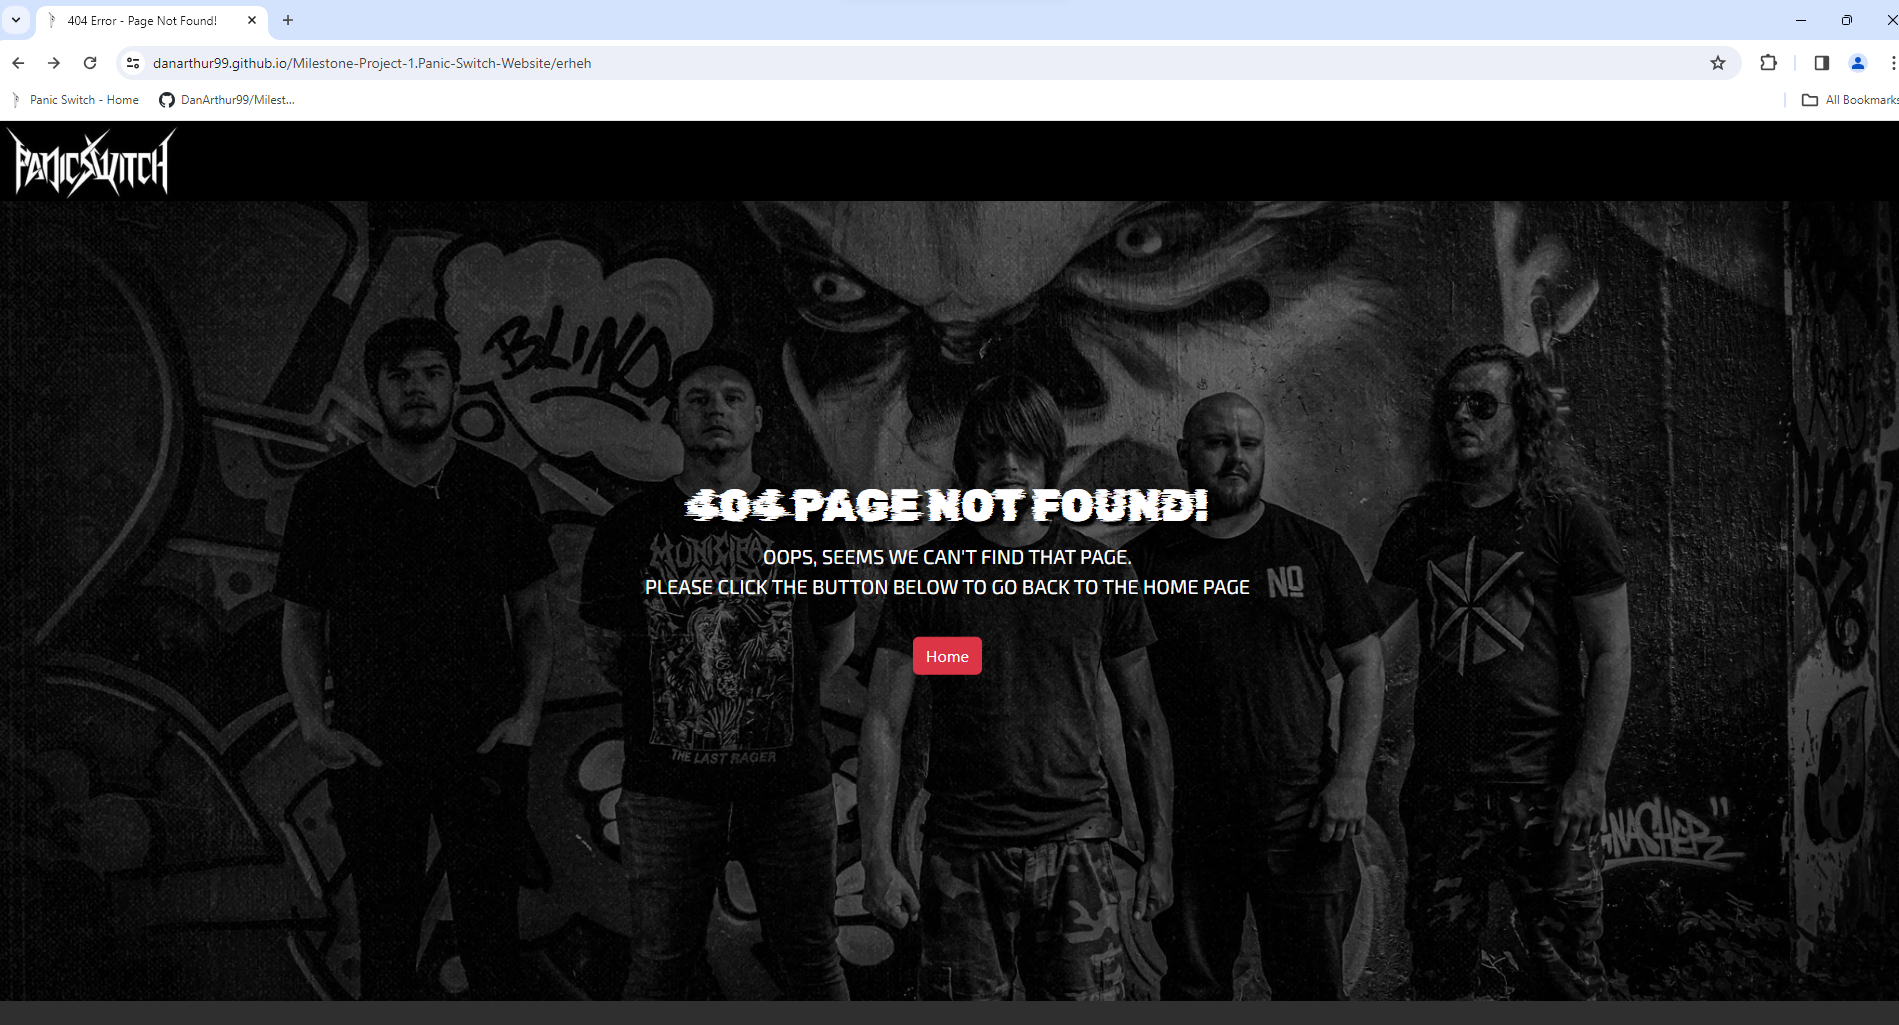 404 Error - Page Not Found!
danarthur99.github.io/Milestone-Project-1.Panic-Switch-Website/erheh
Panic Switch - Home
DanArthur99/Milest...
All Bookmarks
PANIC SWITCH
BLIND
404 PAGE NOT FOUND!
OOPS, SEEMS WE CAN'T FIND THAT PAGE.
PLEASE CLICK THE BUTTON BELOW TO GO BACK TO THE HOME PAGE
NO
Home
THE LAST RAGER